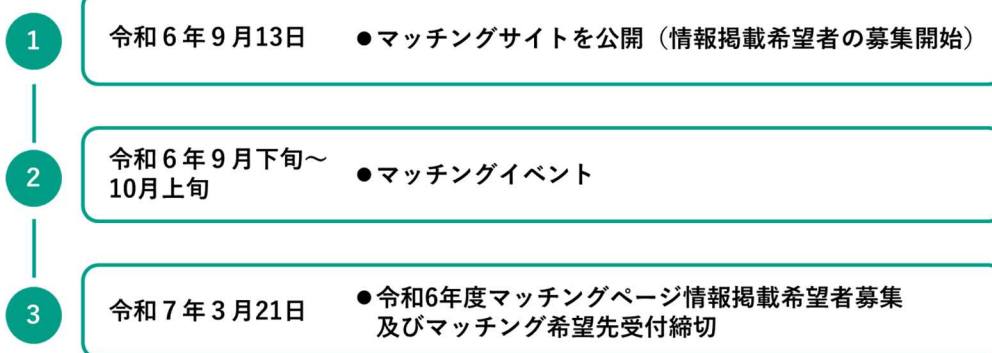 1
令和６年９月13日
●マッチングサイトを公開（情報掲載希望者の募集開始）
2
令和６年９月下旬～
10月上旬
●マッチングイベント
3
令和７年３月21日
●令和6年度マッチングページ情報掲載希望者募集
及びマッチング希望先受付締切